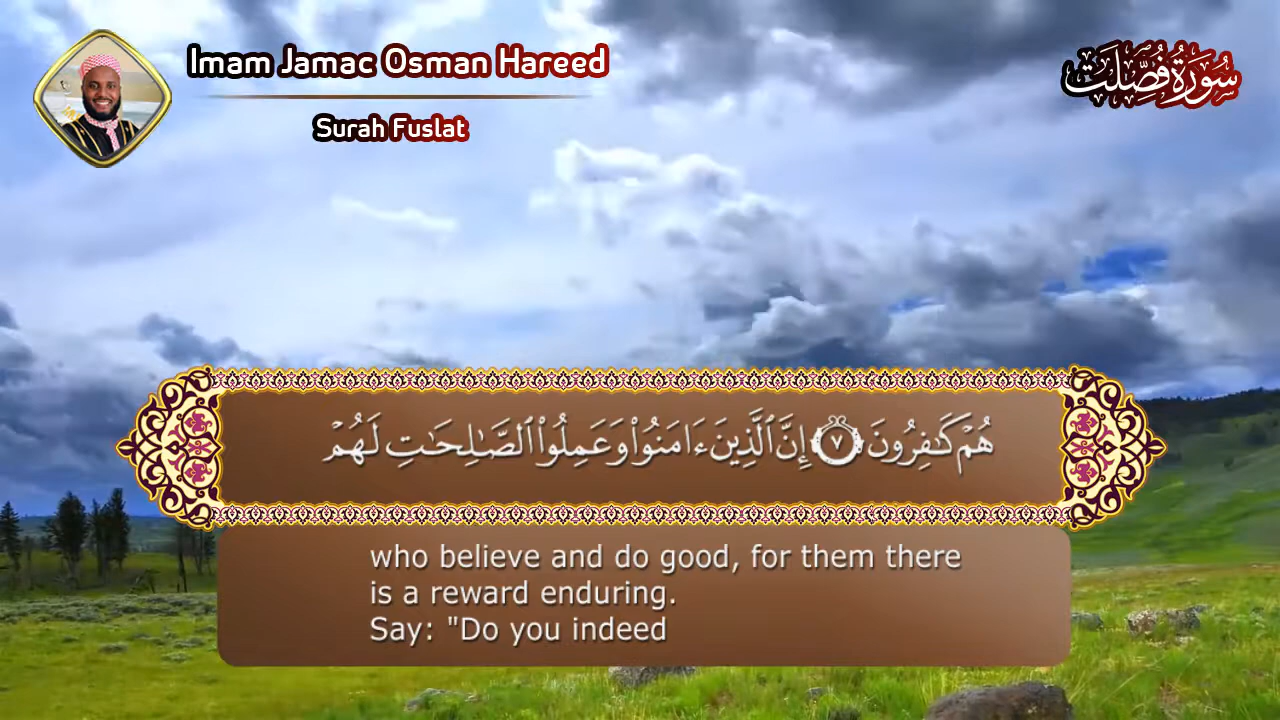 Imam Jamac Osman Hareed
Surah Fuslat
سُورَةُ فُصِّلَت
هُمْ كَٰفِرُونَ ٧ إِنَّ ٱلَّذِينَ ءَامَنُوا۟ وَعَمِلُوا۟ ٱلصَّٰلِحَٰتِ لَهُمْ
who believe and do good, for them there
is a reward enduring.
Say: "Do you indeed